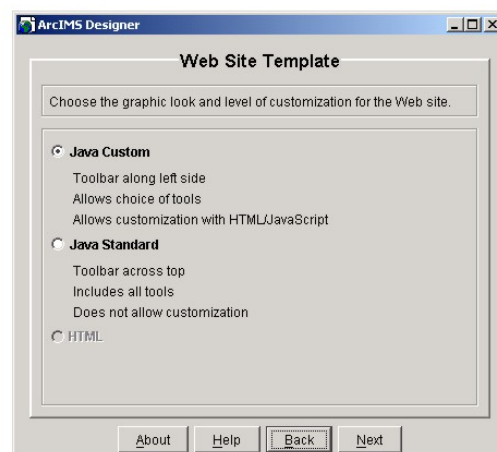 ArcIMS Designer
Web Site Template
Choose the graphic look and level of customization for the Web site.
Java Custom
Toolbar along left side
Allows choice of tools
Allows customization with HTML/JavaScript
Java Standard
Toolbar across top
Includes all tools
Does not allow customization
HTML
About Help Back Next